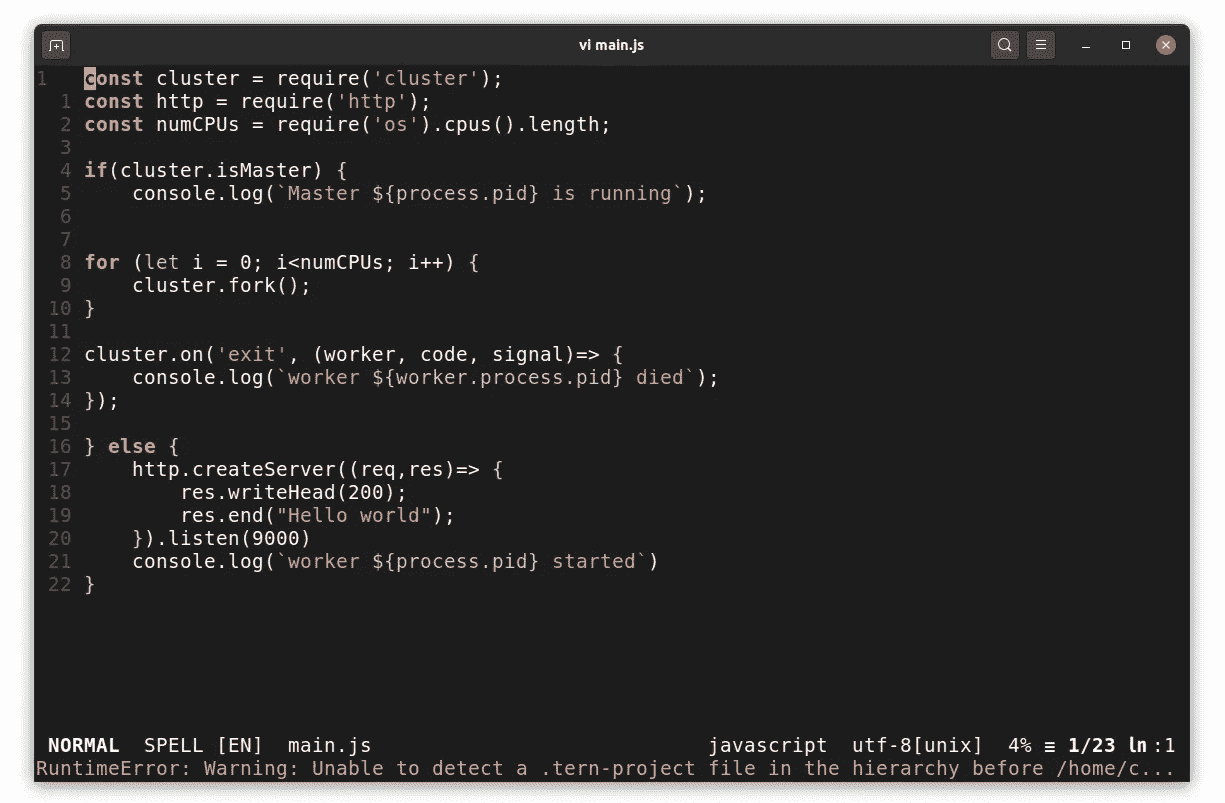 vi main.js
1   const cluster = require('cluster');
  1 const http = require('http');
  2 const numCPUs = require('os').cpus().length;
  3
  4 if(cluster.isMaster) {
  5     console.log(`Master ${process.pid} is running`);
  6
  7
  8 for (let i = 0; i<numCPUs; i++) {
  9     cluster.fork();
 10 }
 11
 12 cluster.on('exit', (worker, code, signal)=> {
 13     console.log(`worker ${worker.process.pid} died`);
 14 });
 15
 16 } else {
 17     http.createServer((req,res)=> {
 18         res.writeHead(200);
 19         res.end("Hello world");
 20     }).listen(9000)
 21     console.log(`worker ${process.pid} started`)
 22 }
NORMAL  SPELL [EN]  main.js  javascript  utf-8[unix]  4% ≡ 1/23 ln :1
RuntimeError: Warning: Unable to detect a .tern-project file in the hierarchy before /home/c...